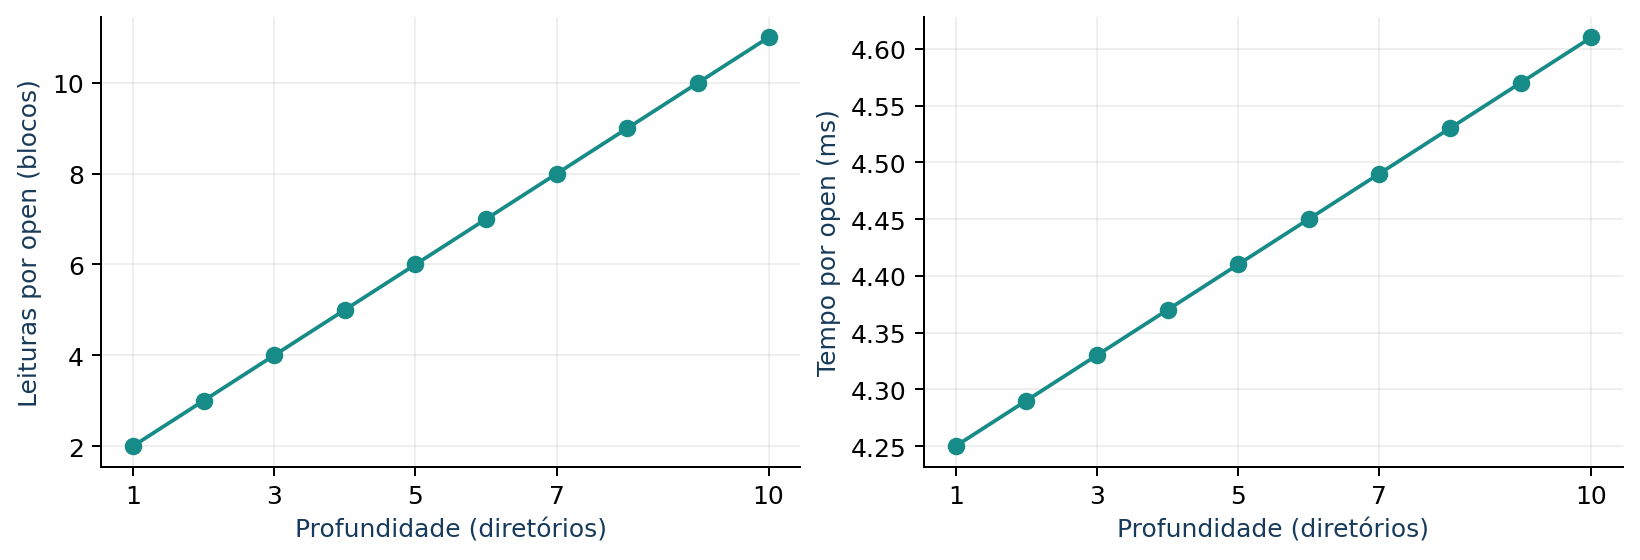 Leituras por open (blocos)
10
8
6
4
2
1 3 5 7 10
Profundidade (diretórios)
Tempo por open (ms)
4.60
4.55
4.50
4.45
4.40
4.35
4.30
4.25
1 3 5 7 10
Profundidade (diretórios)